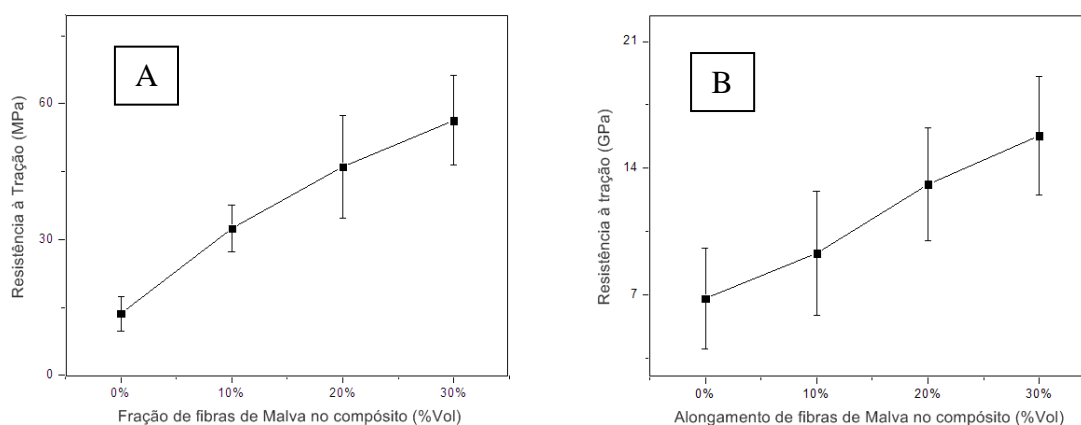 A
Resistência à Tração (MPa)
60
30
0
0% 10% 20% 30%
Fração de fibras de Malva no compósito (%Vol)
B
Resistência à tração (GPa)
21
14
7
0% 10% 20% 30%
Alongamento de fibras de Malva no compósito (%Vol)